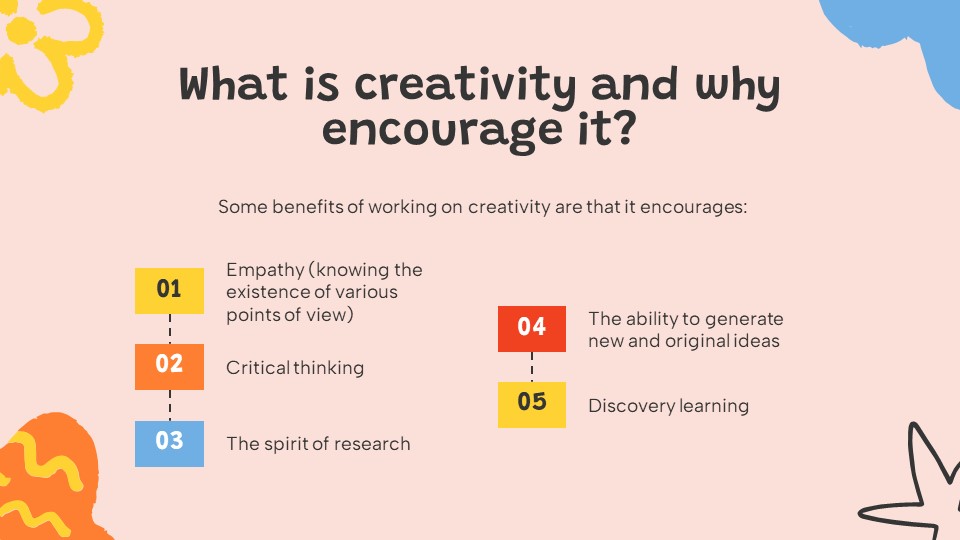 What is creativity and why
encourage it?
Some benefits of working on creativity are that it encourages:
01
Empathy (knowing the
existence of various
points of view)
02
Critical thinking
03
The spirit of research
04
The ability to generate
new and original ideas
05
Discovery learning